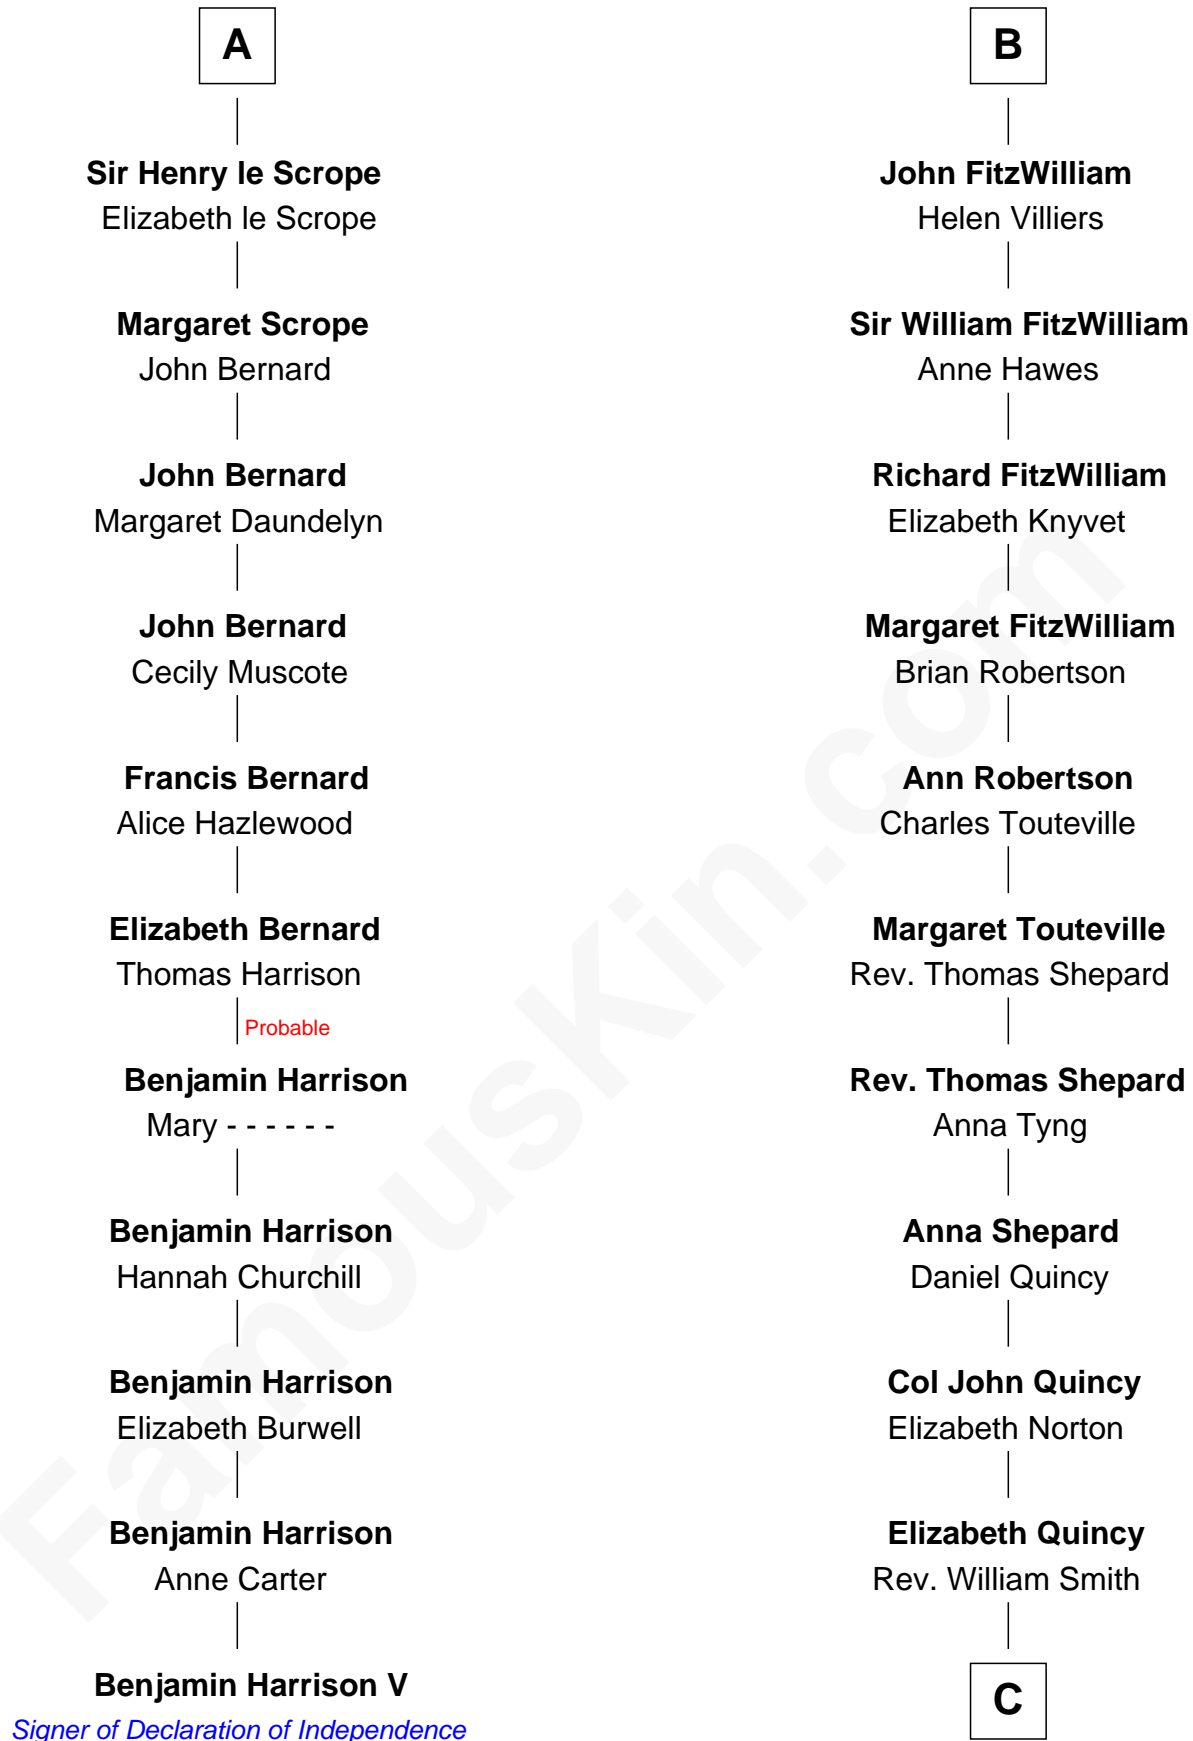 A
Sir Henry le Scrope
Elizabeth le Scrope
Margaret Scrope
John Bernard
John Bernard
Margaret Daundelyn
John Bernard
Cecily Muscote
Francis Bernard
Alice Hazlewood
Elizabeth Bernard
Thomas Harrison
Probable
Benjamin Harrison
Mary - - - - - -
Benjamin Harrison
Hannah Churchill
Benjamin Harrison
Elizabeth Burwell
Benjamin Harrison
Anne Carter
Benjamin Harrison V
Signer of Declaration of Independence
B
John FitzWilliam
Helen Villiers
Sir William FitzWilliam
Anne Hawes
Richard FitzWilliam
Elizabeth Knyvet
Margaret FitzWilliam
Brian Robertson
Ann Robertson
Charles Touteville
Margaret Touteville
Rev. Thomas Shepard
Rev. Thomas Shepard
Anna Tyng
Anna Shepard
Daniel Quincy
Col John Quincy
Elizabeth Norton
Elizabeth Quincy
Rev. William Smith
C
FamousKin.com